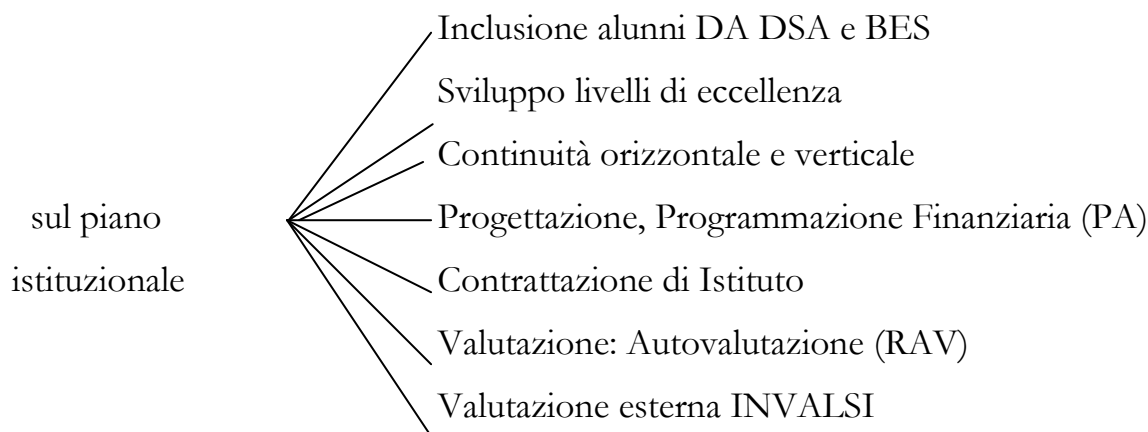 Inclusione alunni DA DSA e BES
Sviluppo livelli di eccellenza
Continuità orizzontale e verticale
sul piano
istituzionale
Progettazione, Programmazione Finanziaria (PA)
Contrattazione di Istituto
Valutazione: Autovalutazione (RAV)
Valutazione esterna INVALSI